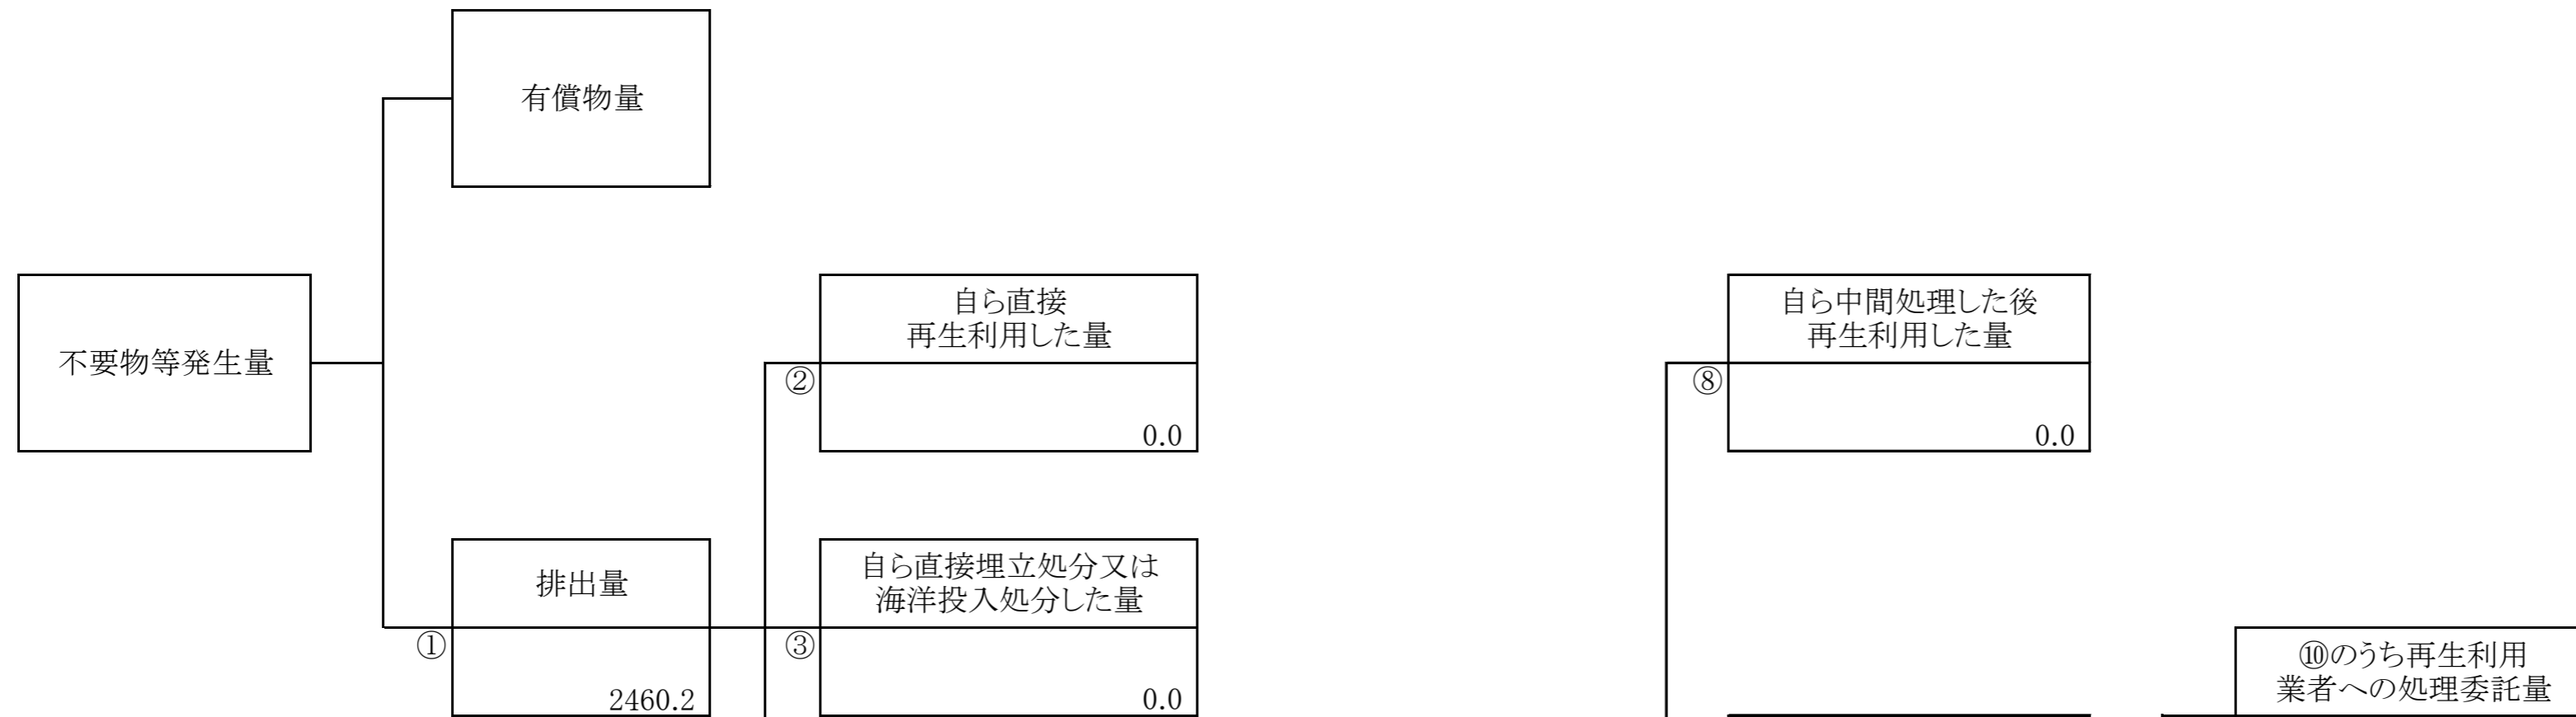 有償物量
不要物等発生量
自ら直接
再生利用した量
②
0.0
自ら中間処理した後
再生利用した量
⑧
0.0
排出量
①
2460.2
自ら直接埋立処分又は
海洋投入処分した量
③
0.0
⑩のうち再生利用
業者への処理委託量